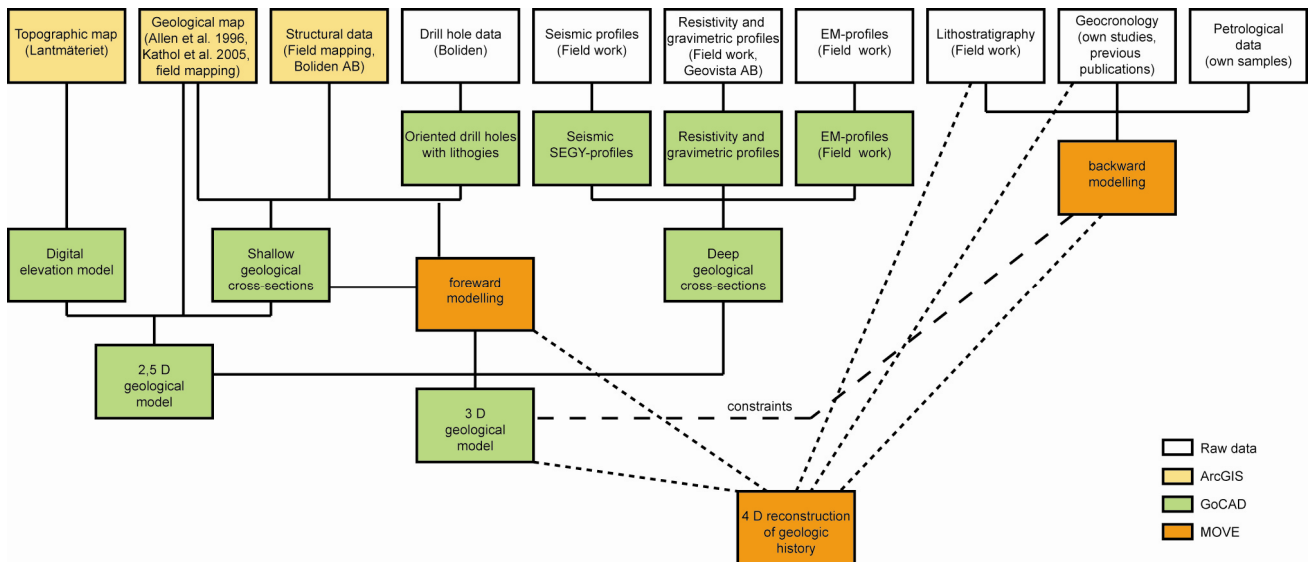 Topographic map
(Lantmäteriet)
Geological map
(Allen et al. 1996,
Kathol et al. 2005,
field mapping)
Structural data
(Field mapping,
Boliden AB)
Drill hole data
(Boliden)
Seismic profiles
(Field work)
Resistivity and
gravimetric profiles
(Field work,
Geovista AB)
EM-profiles
(Field work)
Lithostratigraphy
(Field work)
Geocronology
(own studies,
previous
publications)
Petrological
data
(own samples)
Oriented drill holes
with lithogies
Seismic
SEGY-profiles
Resistivity and
gravimetric profiles
EM-profiles
(Field work)
backward
modelling
Digital
elevation model
Shallow
geological
cross-sections
foreward
modelling
Deep
geological
cross-sections
2,5 D
geological
model
3 D
geological
model
constraints
4 D reconstruction
of geologic
history
Raw data
ArcGIS
GoCAD
MOVE